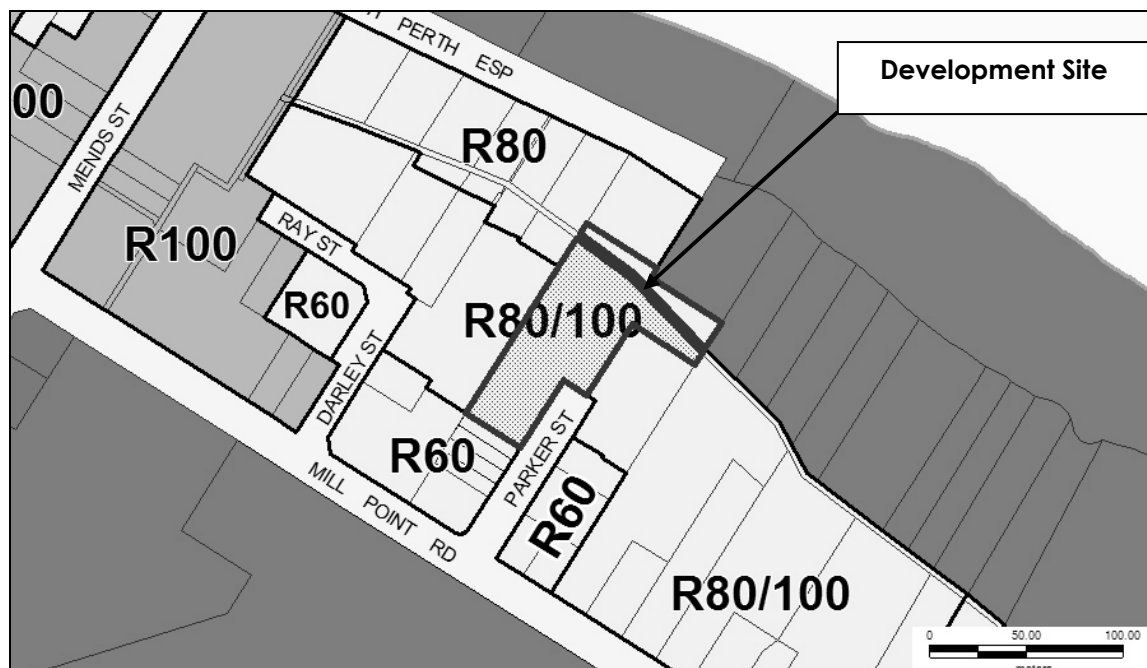 H PERTH ESP
Development Site
00
MENDS ST
R80
RAY ST
R100
R60
R80/100
DARLEY ST
R60
PARKER ST
MILL POINT RD
R60
R80/100
0 50.00 100.00
meters